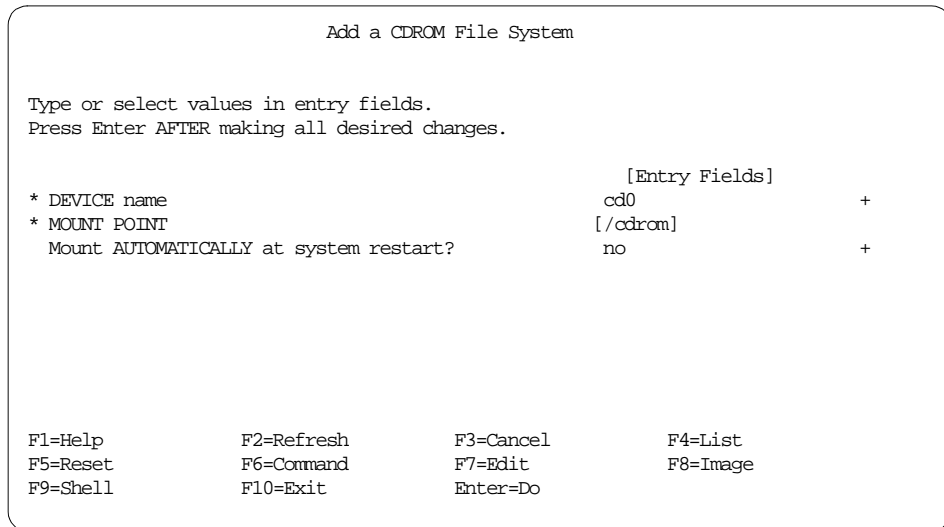 Add a CDROM File System
Type or select values in entry fields.
Press Enter AFTER making all desired changes.
[Entry Fields]
* DEVICE name cd0 +
* MOUNT POINT [/cdrom]
Mount AUTOMATICALLY at system restart? no +
F1=Help F2=Refresh F3=Cancel F4=List
F5=Reset F6=Command F7=Edit F8=Image
F9=Shell F10=Exit Enter=Do